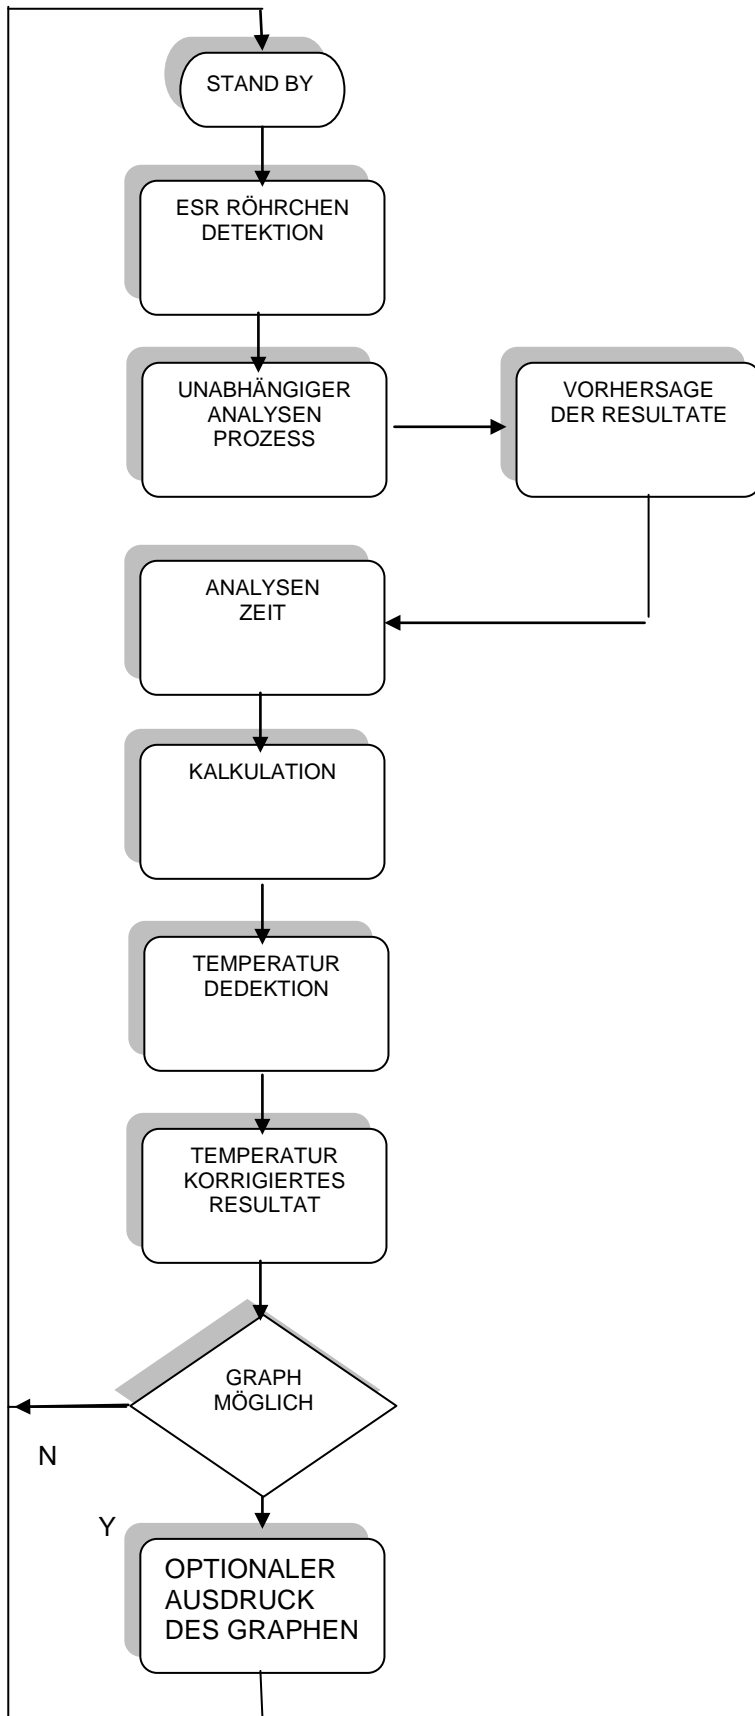 STAND BY
ESR RÖHRCHEN
DETEKTION
UNABHÄNGIGER
ANALYSEN
PROZESS
VORHERSAGE
DER RESULTATE
ANALYSEN
ZEIT
KALKULATION
TEMPERATUR
DEDEKTION
TEMPERATUR
KORRIGIERTES
RESULTAT
GRAPH
MÖGLICH
N
Y
OPTIONALER
AUSDRUCK
DES GRAPHEN